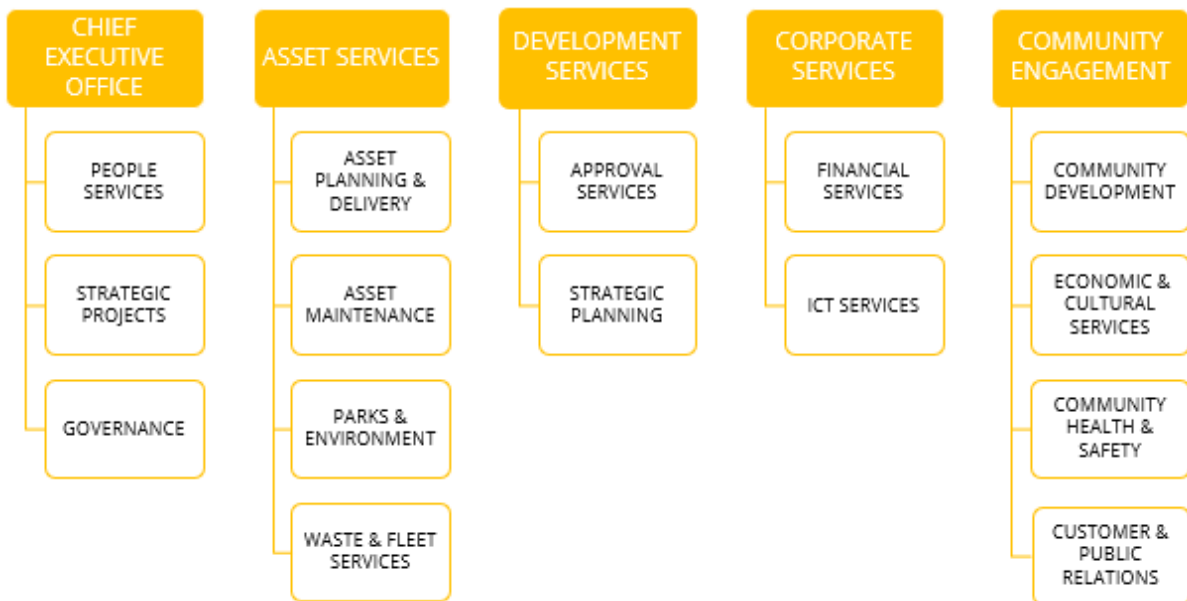 CHIEF
EXECUTIVE
OFFICE
PEOPLE
SERVICES
STRATEGIC
PROJECTS
GOVERNANCE
ASSET SERVICES
ASSET
PLANNING &
DELIVERY
ASSET
MAINTENANCE
PARKS &
ENVIRONMENT
WASTE & FLEET
SERVICES
DEVELOPMENT
SERVICES
APPROVAL
SERVICES
STRATEGIC
PLANNING
CORPORATE
SERVICES
FINANCIAL
SERVICES
ICT SERVICES
COMMUNITY
ENGAGEMENT
COMMUNITY
DEVELOPMENT
ECONOMIC &
CULTURAL
SERVICES
COMMUNITY
HEALTH &
SAFETY
CUSTOMER &
PUBLIC
RELATIONS